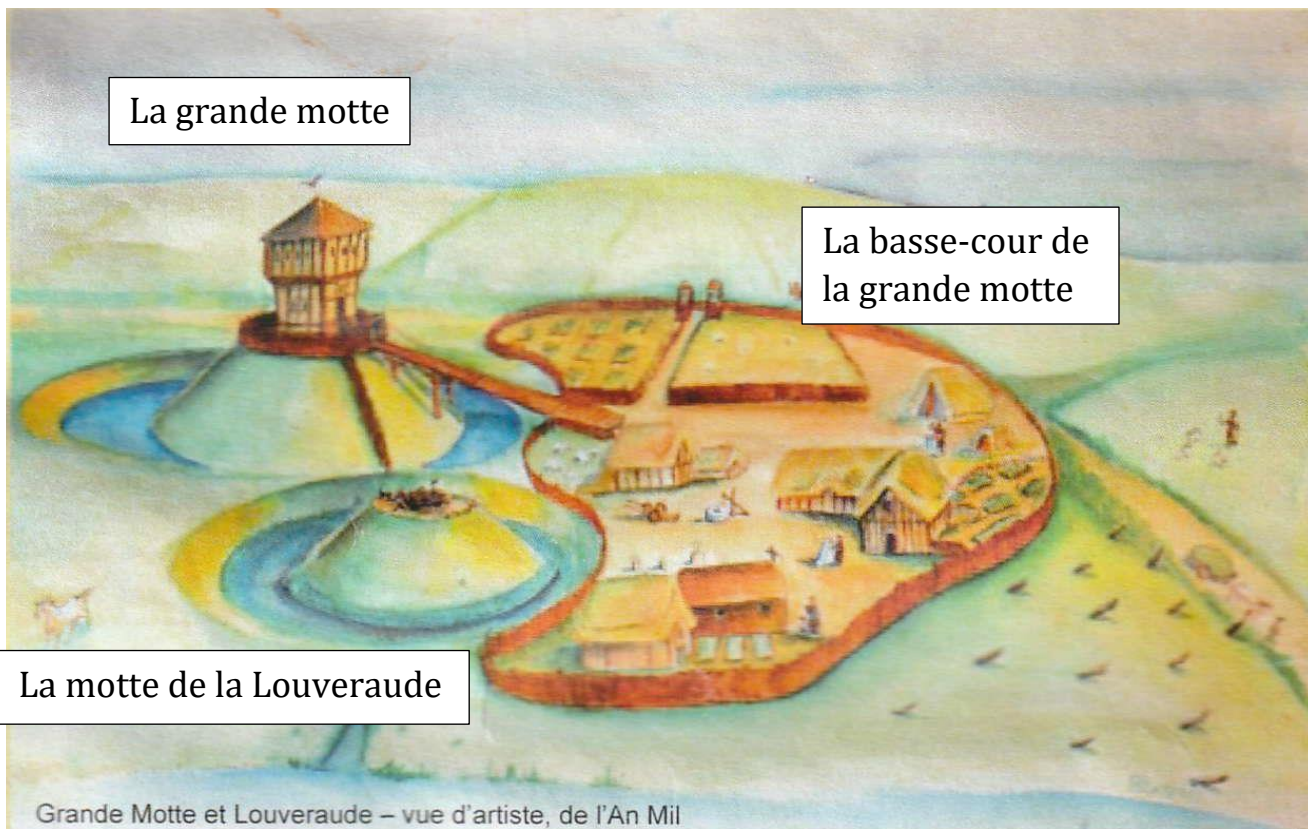 La grande motte
La basse-cour de
la grande motte
La motte de la Louveraude
Grande Motte et Louveraude – vue d'artiste, de l'An Mil